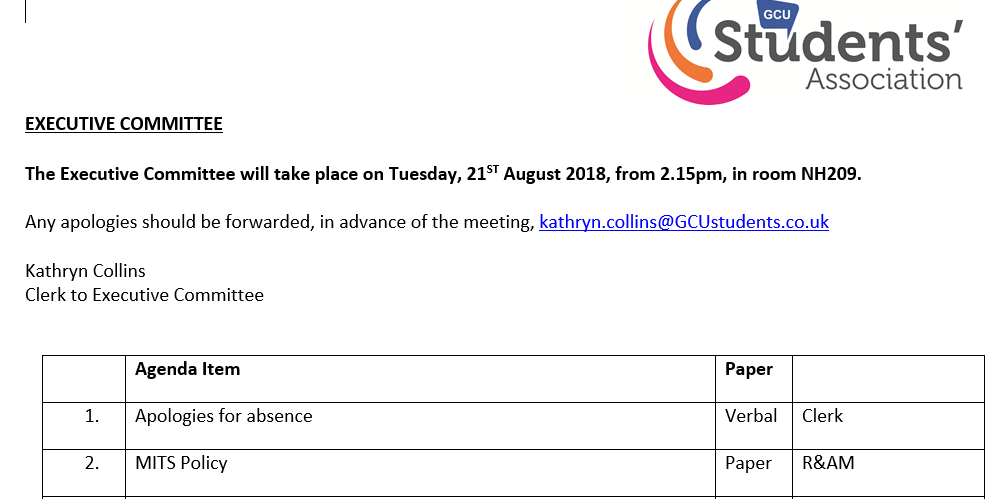 GCU
Students'
Association
EXECUTIVE COMMITTEE
The Executive Committee will take place on Tuesday, 21ST August 2018, from 2.15pm, in room NH209.
Any apologies should be forwarded, in advance of the meeting, kathryn.collins@GCUstudents.co.uk
Kathryn Collins
Clerk to Executive Committee
Agenda Item Paper
1. Apologies for absence Verbal Clerk
2. MITS Policy Paper R&AM